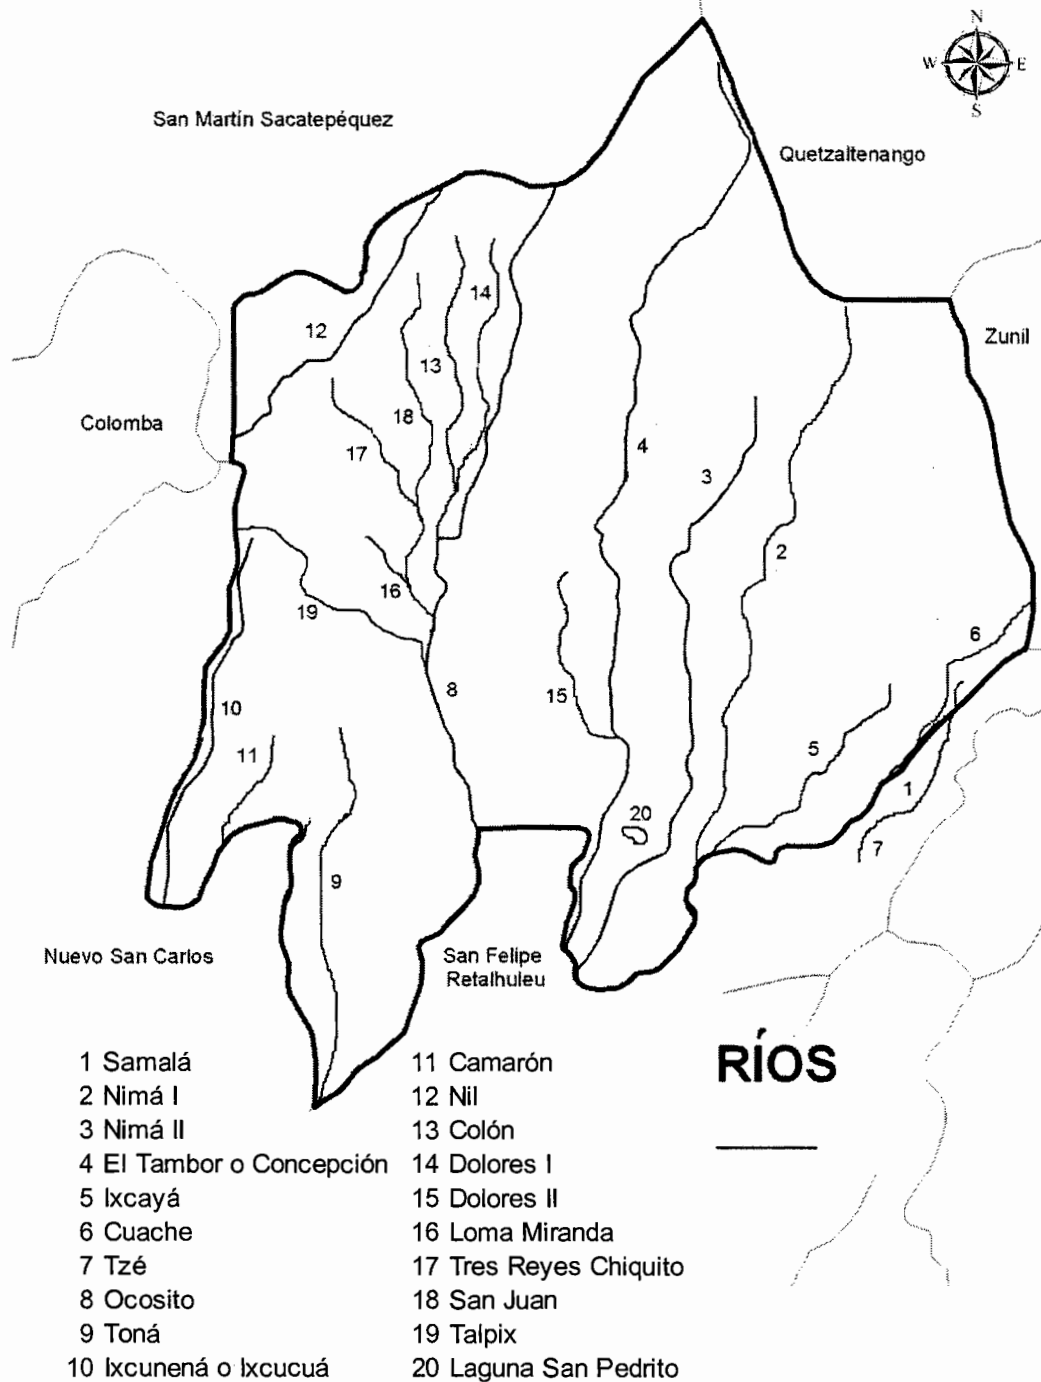 N
W E
S
San Martín Sacatepéquez
Quetzaltenango
Zunil
Colomba
14
12
13
18
4
17
3
2
16
19
6
8
15
10
5
11
1
20
7
9
Nuevo San Carlos
San Felipe
Retalhuleu
RÍOS
1 Samalá
2 Nimá I
3 Nimá II
4 El Tambor o Concepción
5 Ixcayá
6 Cuache
7 Tzé
8 Ocosito
9 Toná
10 Ixcunená o Ixcucuá
11 Camarón
12 Nil
13 Colón
14 Dolores I
15 Dolores II
16 Loma Miranda
17 Tres Reyes Chiquito
18 San Juan
19 Talpix
20 Laguna San Pedrito